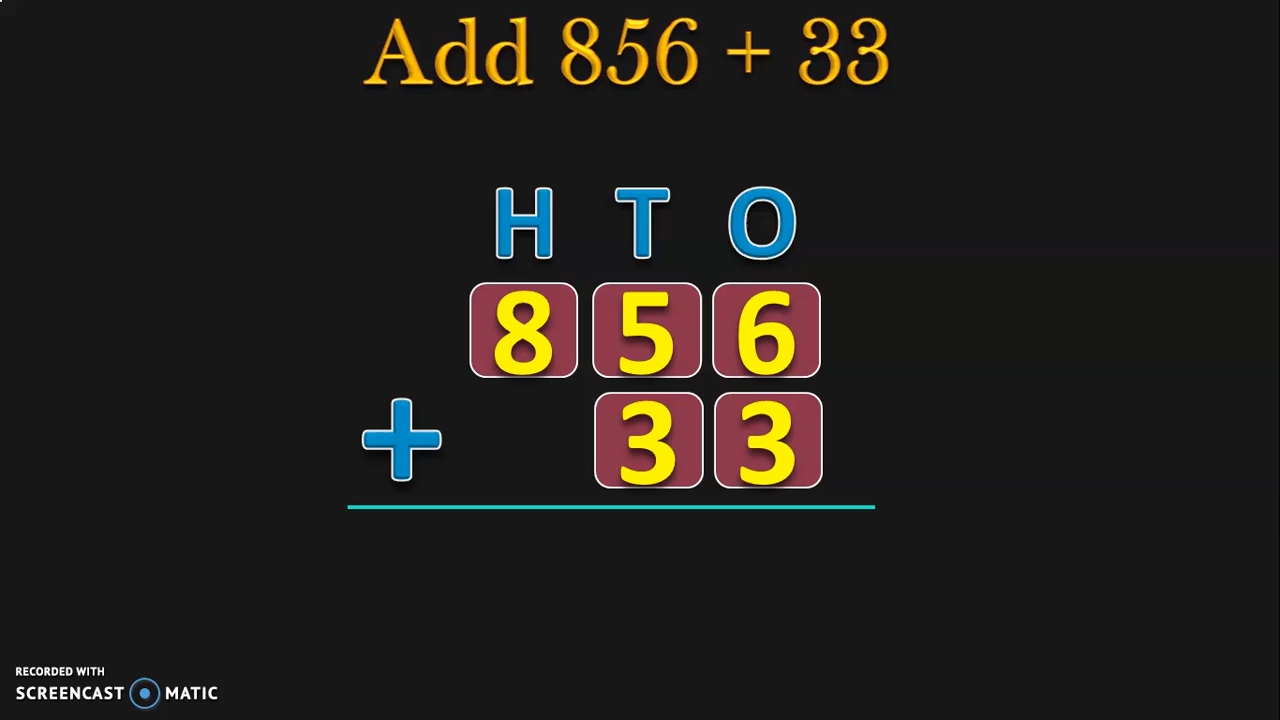 Add 856 + 33
H T O
8 5 6
+ 3 3
RECORDED WITH
SCREENCAST MATIC